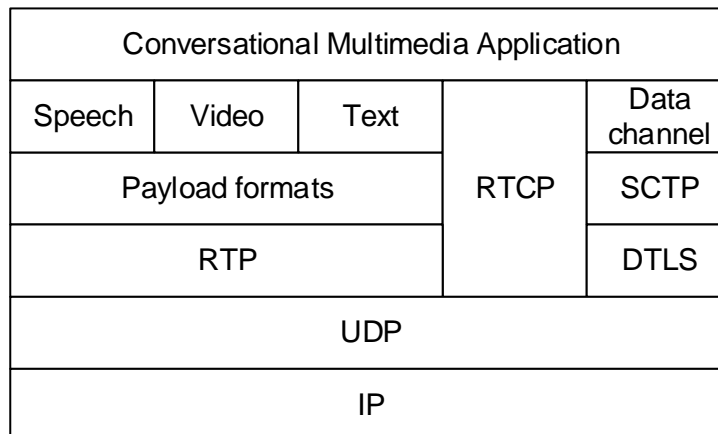 Conversational Multimedia Application
Speech
Video
Text
Data
channel
Payload formats
RTCP
SCTP
RTP
DTLS
UDP
IP